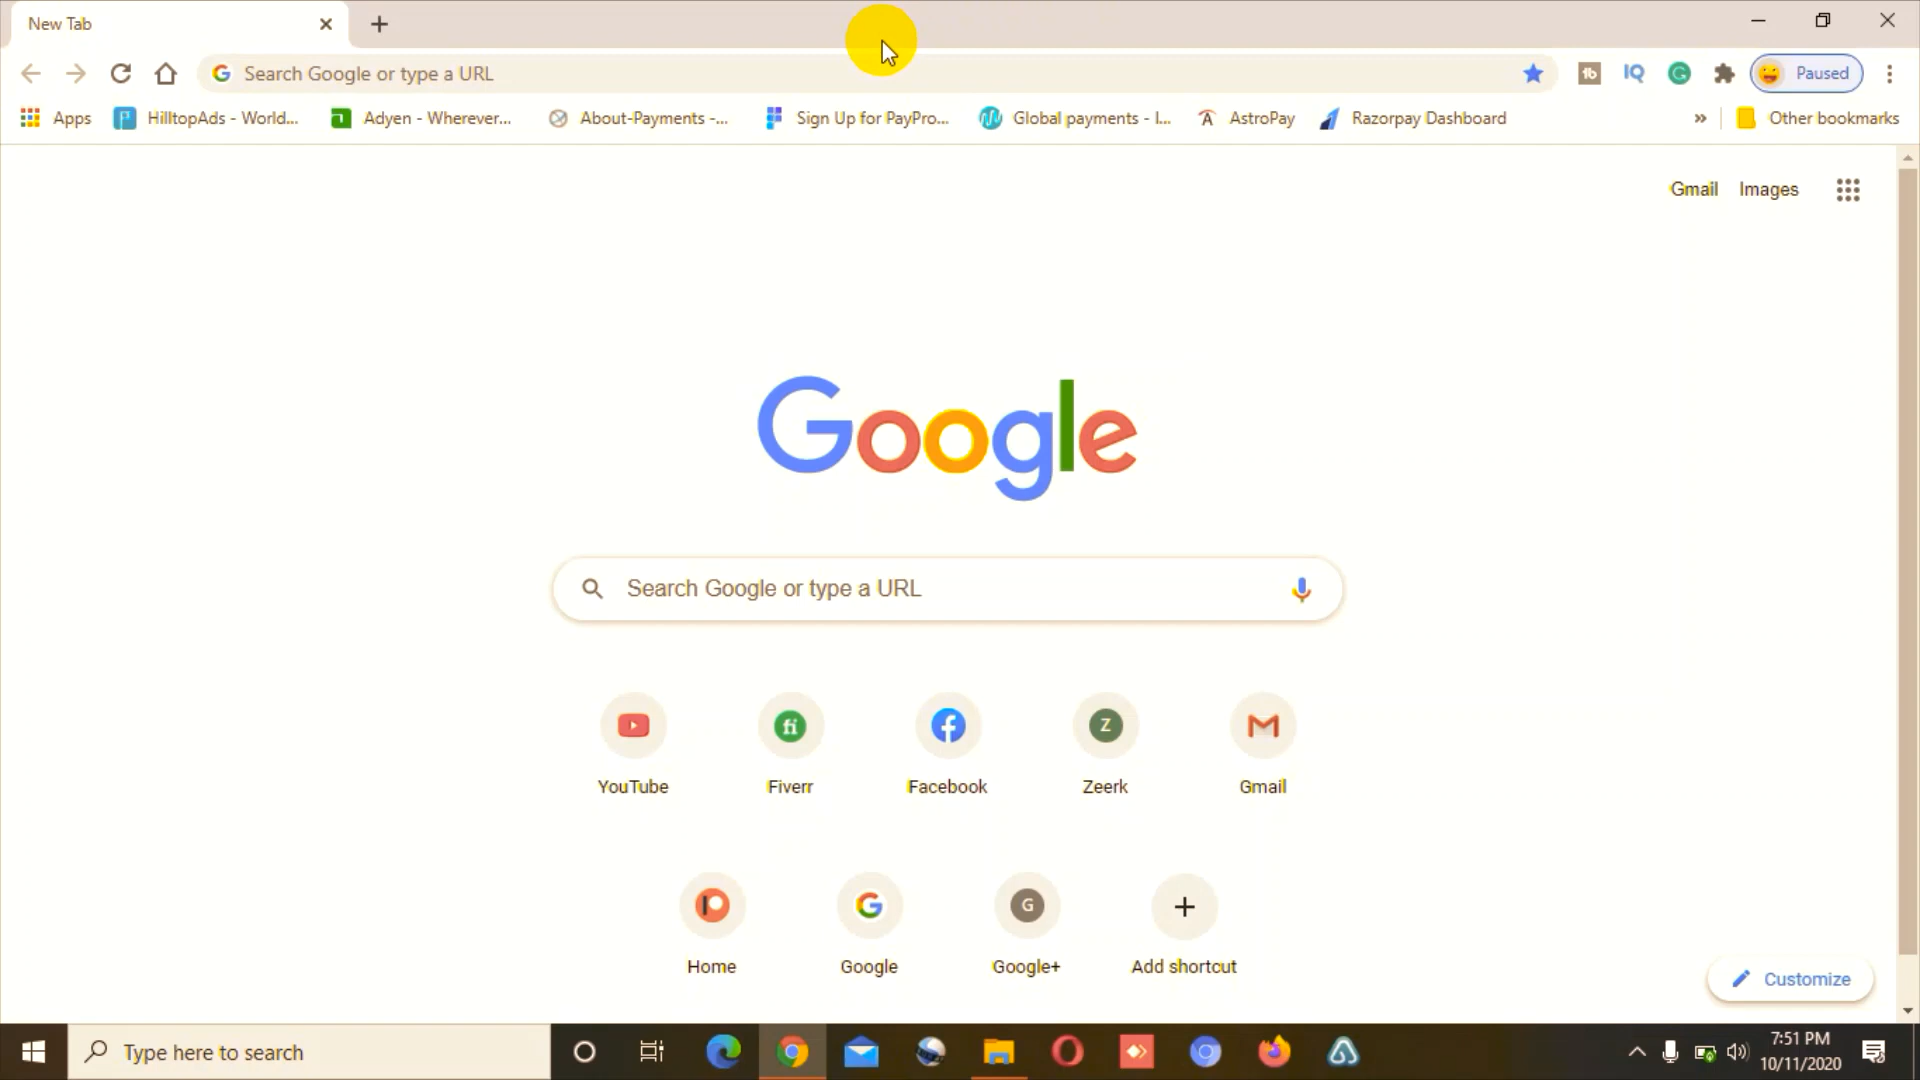 New Tab
Search Google or type a URL
Paused
Apps
HilltopAds - World...
Adyen - Wherever...
About-Payments -...
Sign Up for PayPro...
Global payments - I...
AstroPay
Razorpay Dashboard
»
Other bookmarks
Gmail
Images
Google
Search Google or type a URL
YouTube
Fiverr
Facebook
Zeerk
Gmail
Home
Google
Google+
Add shortcut
Customize
Type here to search
7:51 PM
10/11/2020